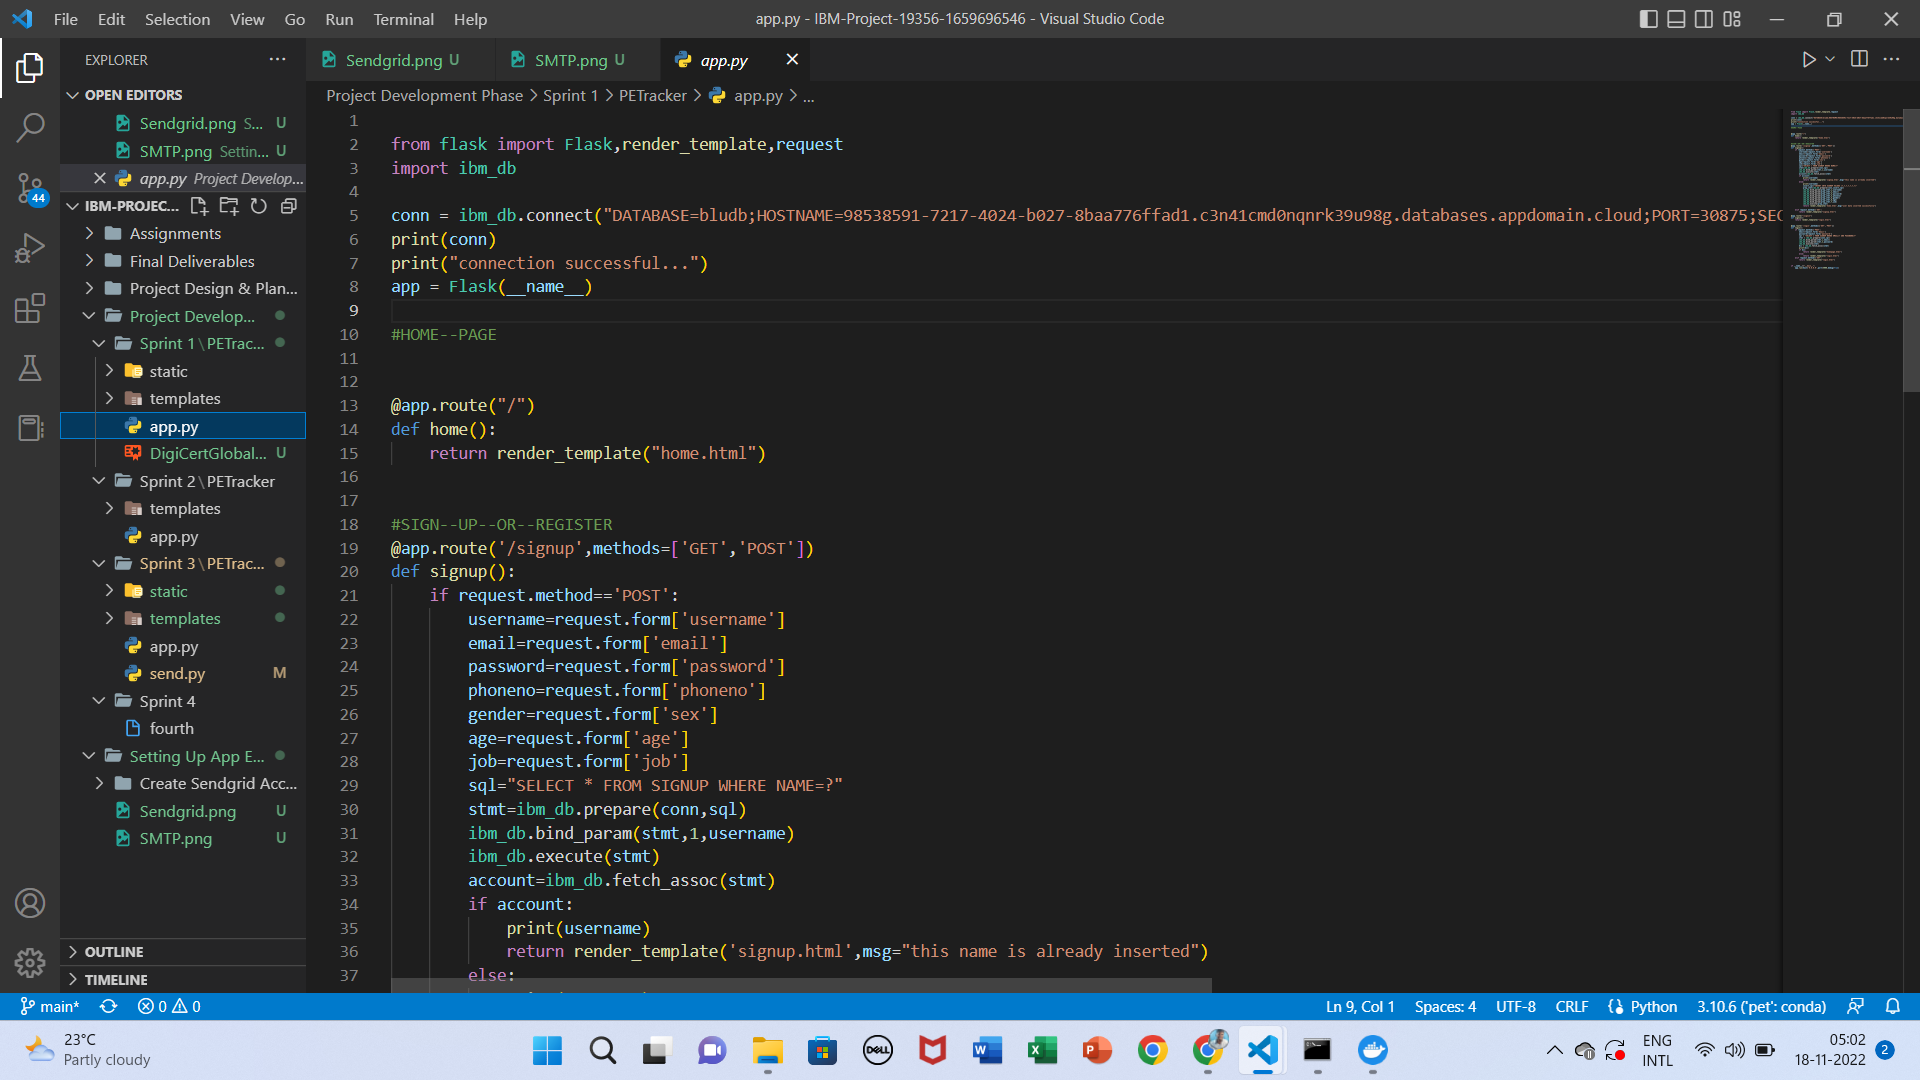 File Edit Selection View Go Run Terminal Help
app.py - IBM-Project-19356-1659696546 - Visual Studio Code
EXPLORER
OPEN EDITORS
Sendgrid.png S... U
SMTP.png Settin... U
app.py Project Develop...
IBM-PROJEC...
Assignments
Final Deliverables
Project Design & Plan...
Project Develop...
Sprint 1\PETrac...
static
templates
app.py
DigiCertGlobal... U
Sprint 2\PETracker
templates
app.py
Sprint 3\PETrac...
static
templates
app.py
send.py M
Sprint 4
fourth
Setting Up App E...
Create Sendgrid Acc...
Sendgrid.png U
SMTP.png U
OUTLINE
TIMELINE
44
Sendgrid.png U
SMTP.png U
app.py
Project Development Phase > Sprint 1 > PETracker > app.py > ...
1
2 from flask import Flask,render_template,request
3 import ibm_db
4
5 conn = ibm_db.connect("DATABASE=bludb;HOSTNAME=98538591-7217-4024-b027-8baa776ffad1.c3n41cmd0nqnrk39u98g.databases.appdomain.cloud;PORT=30875;SEC
6 print(conn)
7 print("connection successful...")
8 app = Flask(__name__)
9
10 #HOME--PAGE
11
12
13 @app.route("/")
14 def home():
15 return render_template("home.html")
16
17
18 #SIGN--UP--OR--REGISTER
19 @app.route('/signup',methods=['GET','POST'])
20 def signup():
21 if request.method=='POST':
22 username=request.form['username']
23 email=request.form['email']
24 password=request.form['password']
25 phoneno=request.form['phoneno']
26 gender=request.form['sex']
27 age=request.form['age']
28 job=request.form['job']
29 sql="SELECT * FROM SIGNUP WHERE NAME=?"
30 stmt=ibm_db.prepare(conn,sql)
31 ibm_db.bind_param(stmt,1,username)
32 ibm_db.execute(stmt)
33 account=ibm_db.fetch_assoc(stmt)
34 if account:
35 print(username)
36 return render_template('signup.html',msg="this name is already inserted")
37 else:
main* 0 0
Ln 9, Col 1 Spaces: 4 UTF-8 CRLF Python 3.10.6 ('pet': conda)
23°C
Partly cloudy
DELL
ENG
INTL
05:02
18-11-2022
2